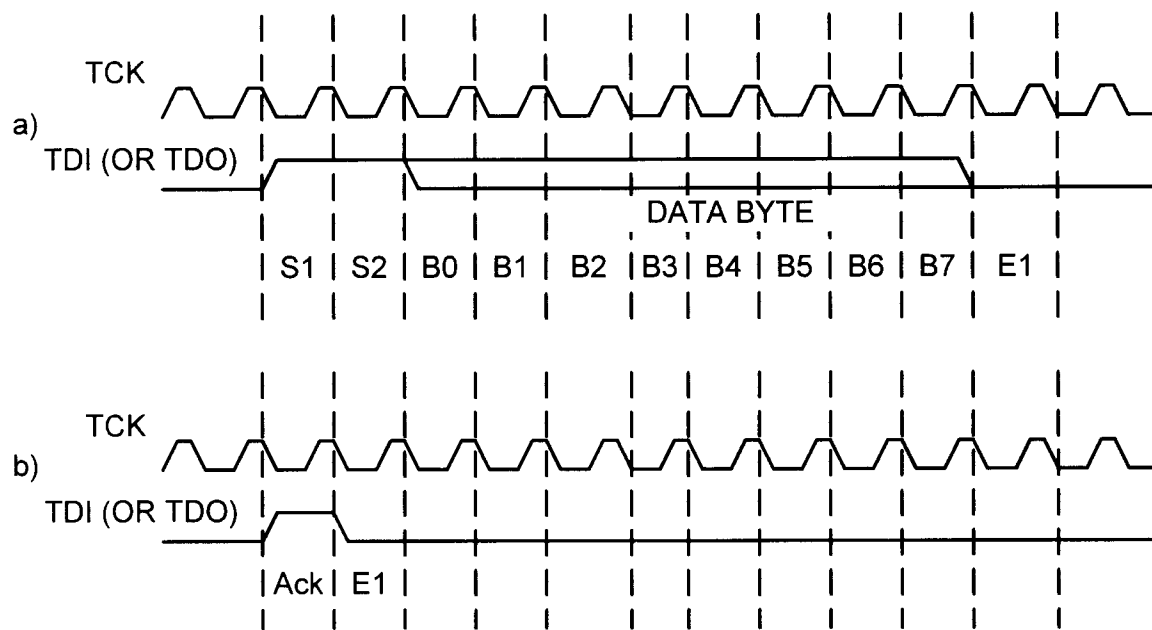 TCK
a)
TDI (OR TDO)
DATA BYTE
S1 S2 B0 B1 B2 B3 B4 B5 B6 B7 E1
TCK
b)
TDI (OR TDO)
Ack E1